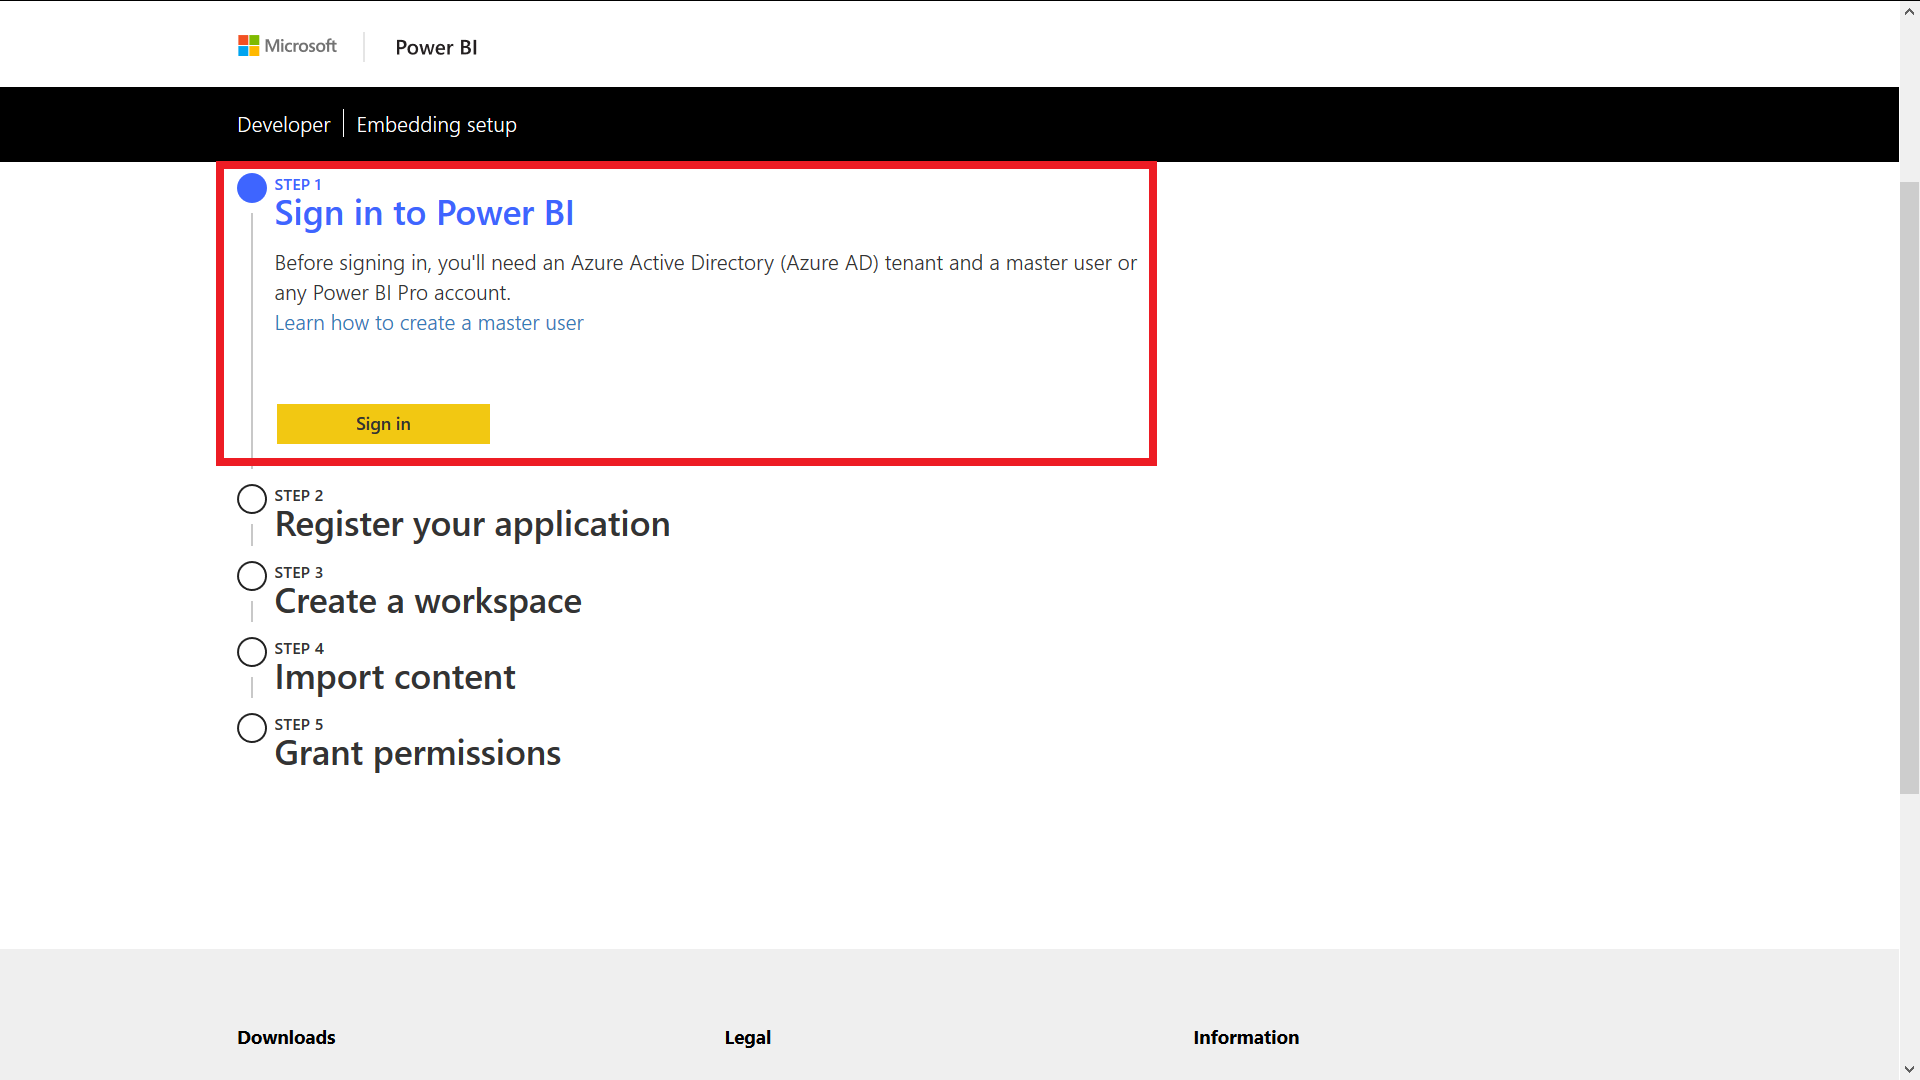 Microsoft
Power BI
Developer
Embedding setup
STEP 1
Sign in to Power BI
Before signing in, you'll need an Azure Active Directory (Azure AD) tenant and a master user or
any Power BI Pro account.
Learn how to create a master user
Sign in
STEP 2
Register your application
STEP 3
Create a workspace
STEP 4
Import content
STEP 5
Grant permissions
Downloads
Legal
Information